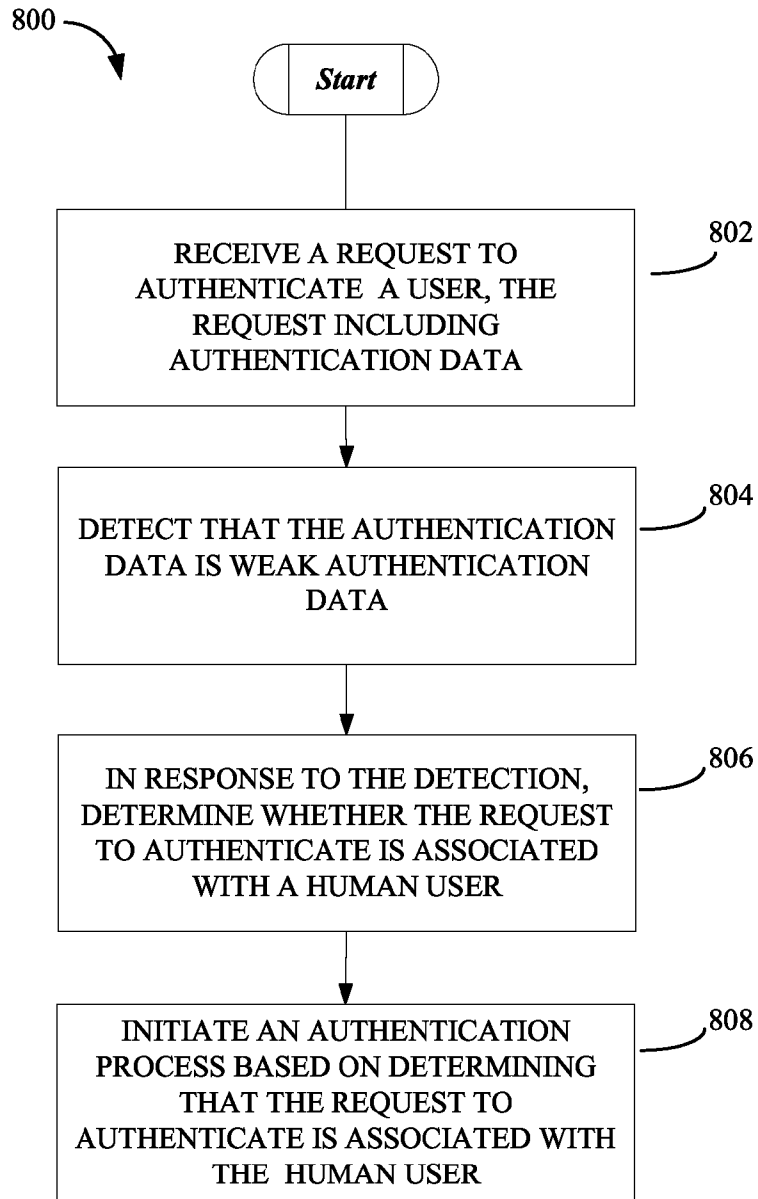 800
Start
802
RECEIVE A REQUEST TO
AUTHENTICATE A USER, THE
REQUEST INCLUDING
AUTHENTICATION DATA
804
DETECT THAT THE AUTHENTICATION
DATA IS WEAK AUTHENTICATION
DATA
806
IN RESPONSE TO THE DETECTION,
DETERMINE WHETHER THE REQUEST
TO AUTHENTICATE IS ASSOCIATED
WITH A HUMAN USER
808
INITIATE AN AUTHENTICATION
PROCESS BASED ON DETERMINING
THAT THE REQUEST TO
AUTHENTICATE IS ASSOCIATED WITH
THE HUMAN USER